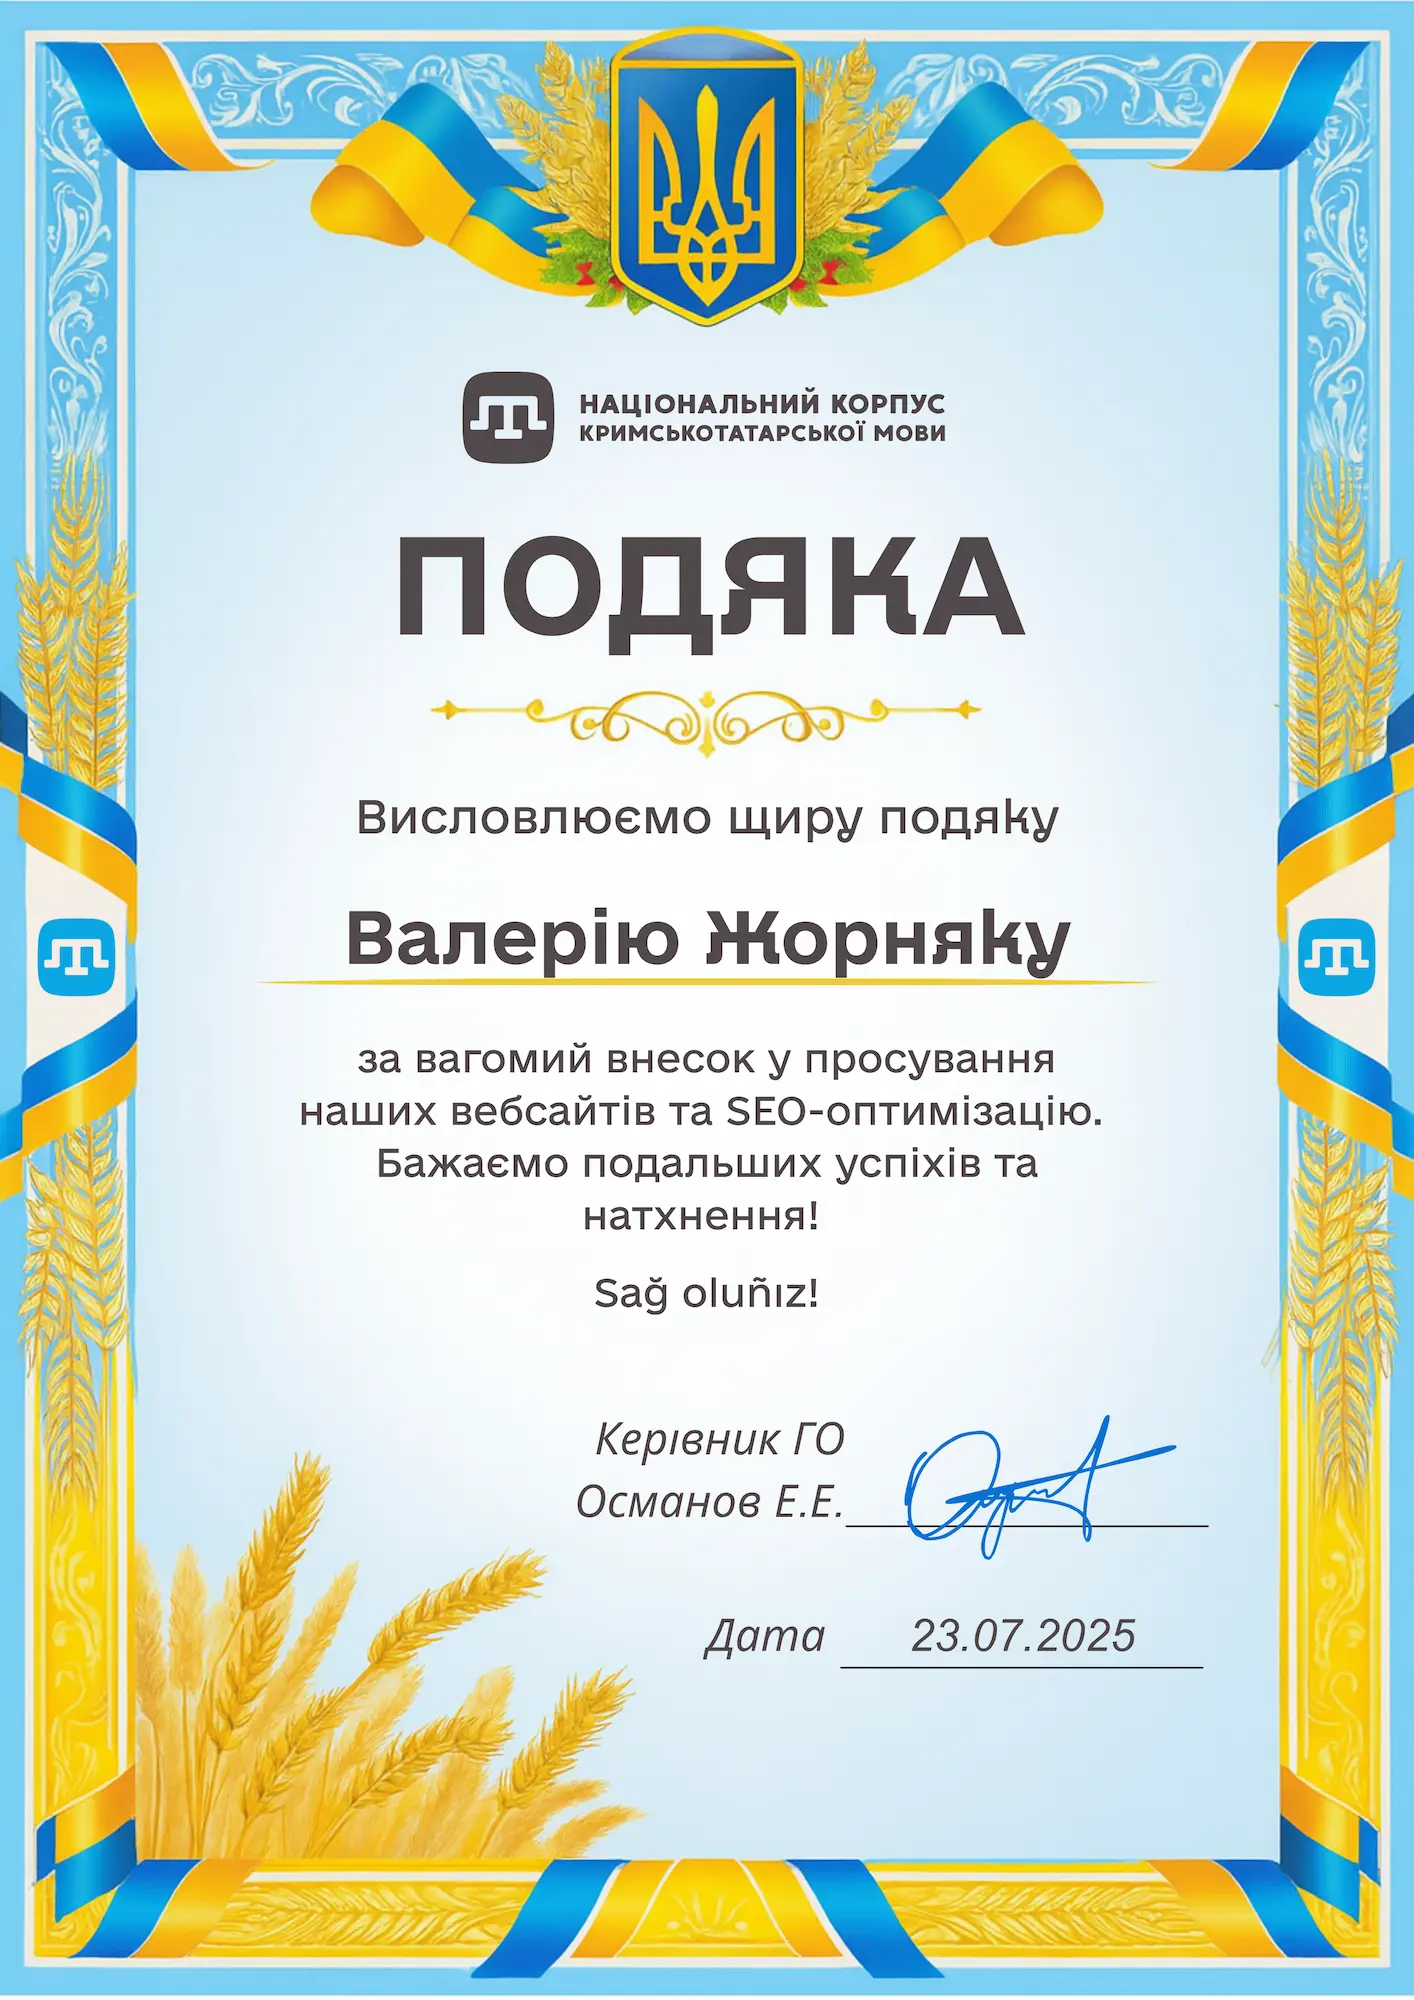 НАЦІОНАЛЬНИЙ КОРПУС
КРИМСЬКОТАТАРСЬКОЇ МОВИ
ПОДЯКА
Висловлюємо щиру подяку
Валерію Жорняку
за вагомий внесок у просування
наших вебсайтів та SEO-оптимізацію.
Бажаємо подальших успіхів та
натхнення!
Sağ oluñız!
Керівник ГО
Османов Е.Е.
Дата 23.07.2025